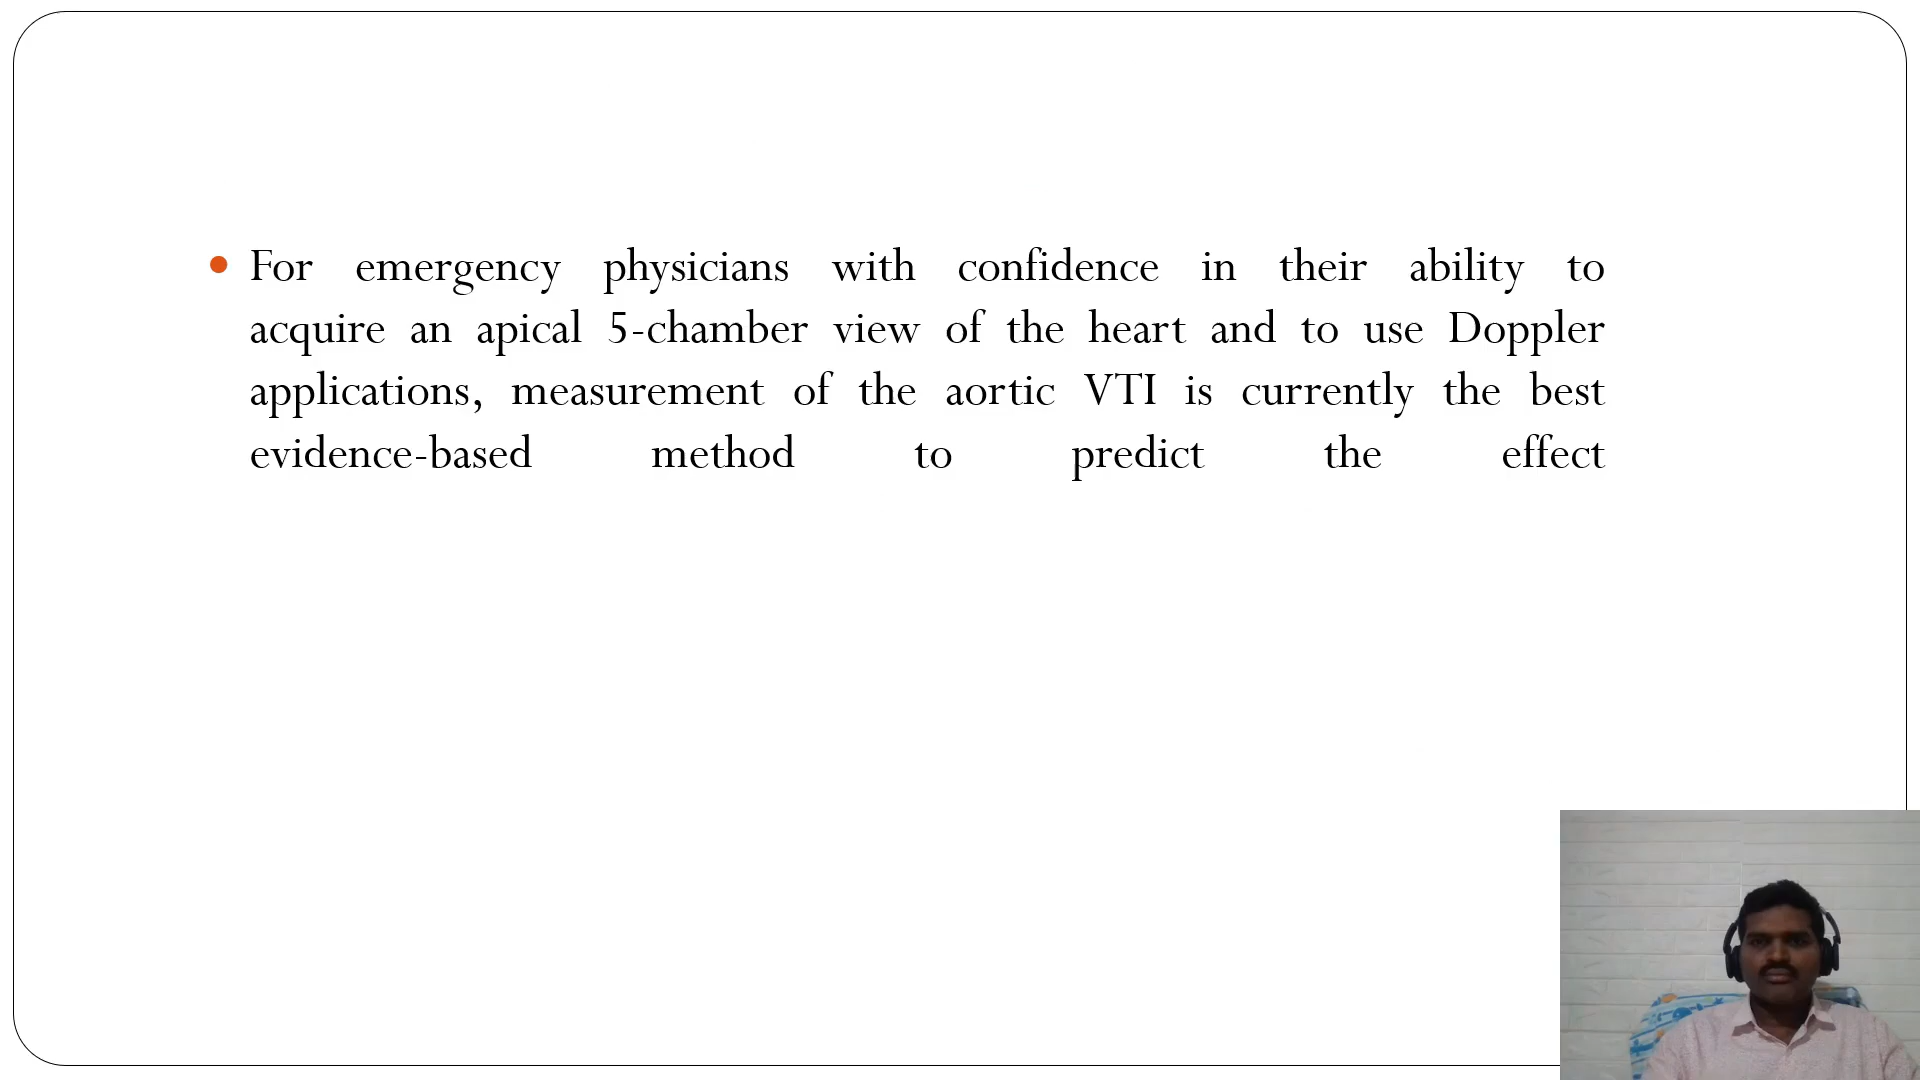 For emergency physicians with confidence in their ability to
acquire an apical 5-chamber view of the heart and to use Doppler
applications, measurement of the aortic VTI is currently the best
evidence-based method to predict the effect